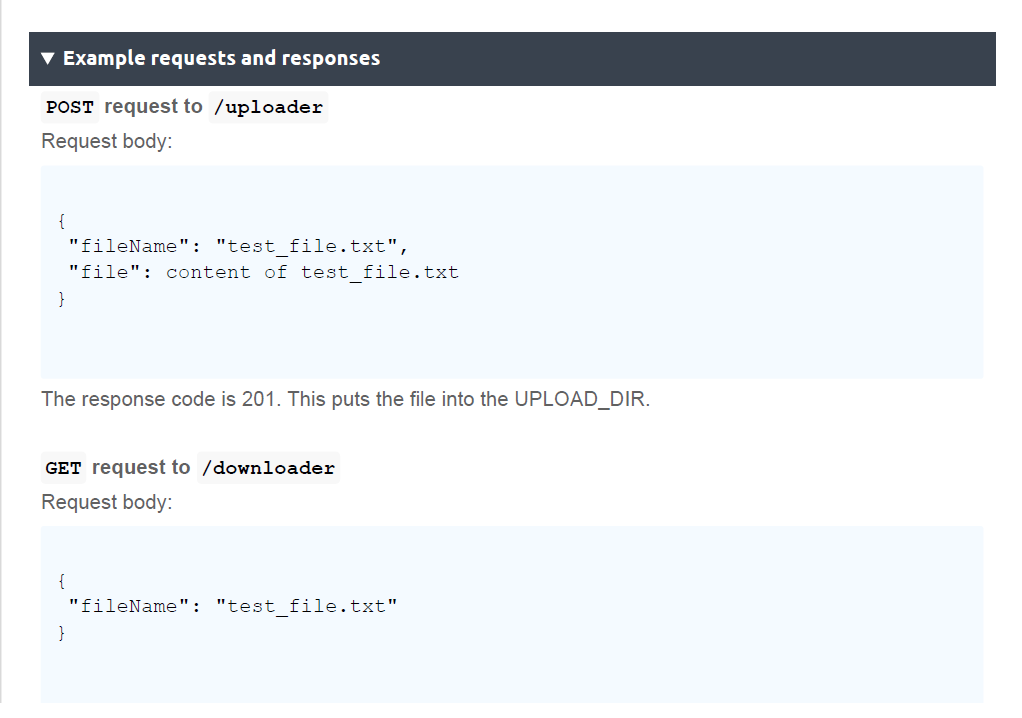 ▼ Example requests and responses
POST request to /uploader
Request body:
{
"fileName": "test_file.txt",
"file": content of test_file.txt
}
The response code is 201. This puts the file into the UPLOAD_DIR.
GET request to /downloader
Request body:
{
"fileName": "test_file.txt"
}